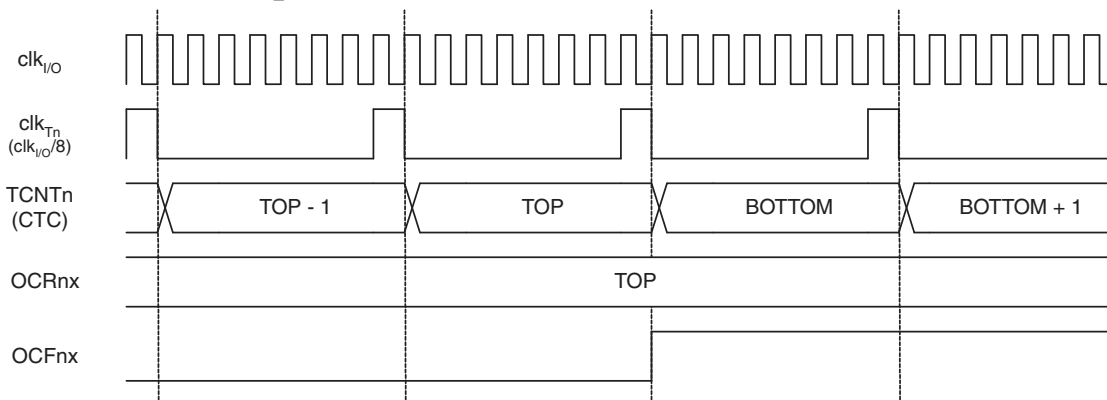 clkI/O
clkTn
(clkI/O/8)
TCNTn
(CTC)
TOP - 1
TOP
BOTTOM
BOTTOM + 1
OCRnx
TOP
OCFnx